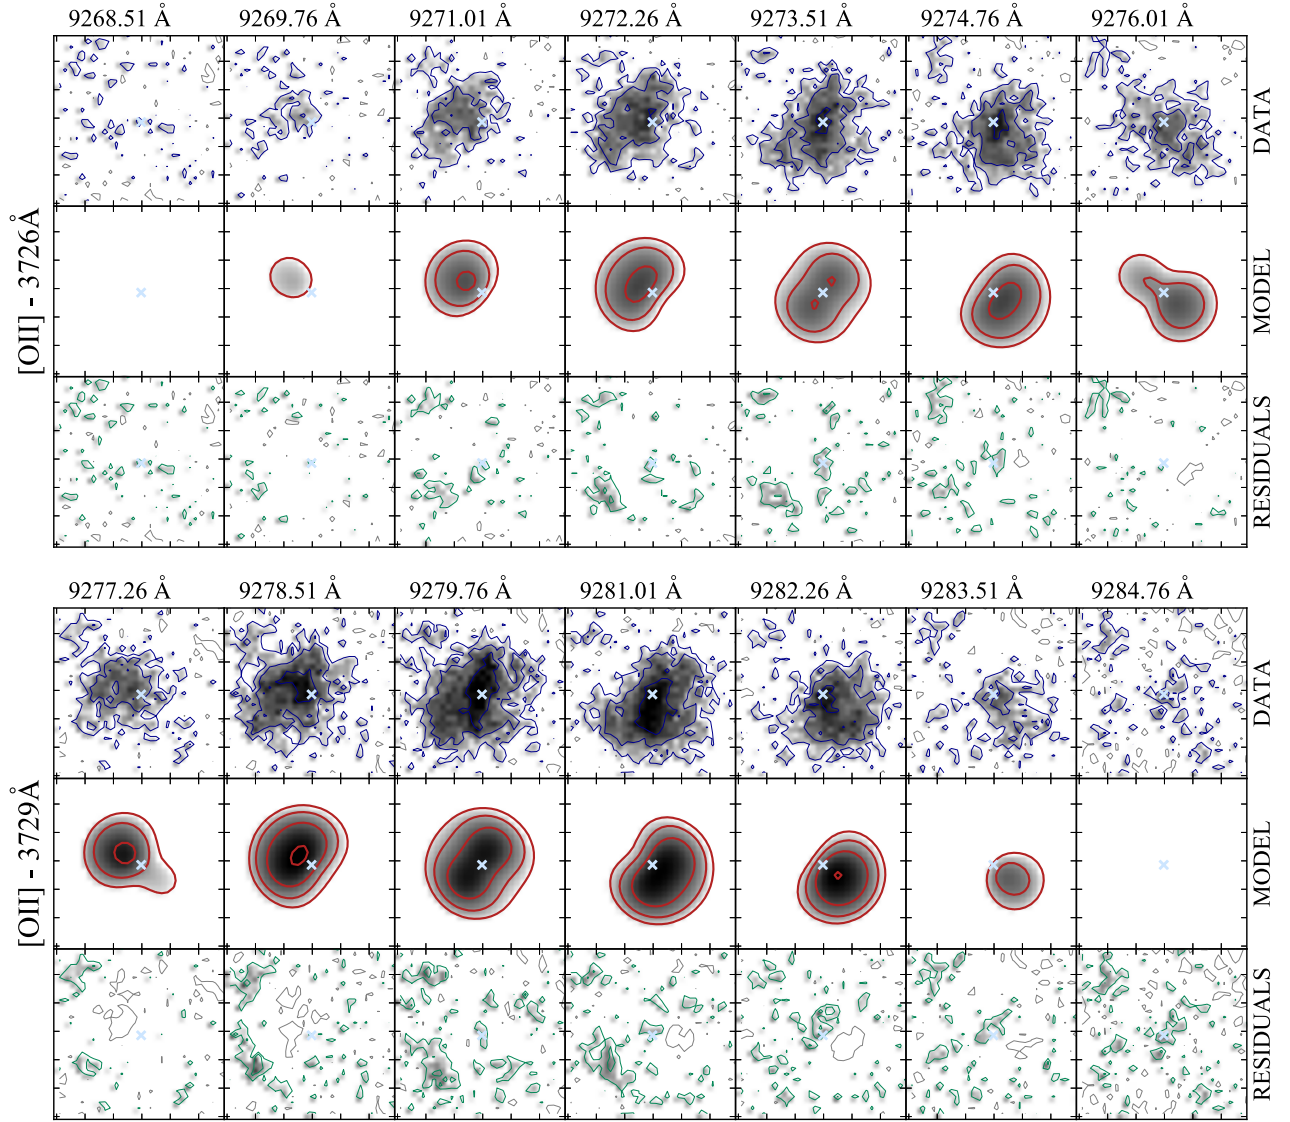 9268.51 Å 9269.76 Å 9271.01 Å 9272.26 Å 9273.51 Å 9274.76 Å 9276.01 Å
[OII] - 3726Å
DATA
MODEL
RESIDUALS
9277.26 Å 9278.51 Å 9279.76 Å 9281.01 Å 9282.26 Å 9283.51 Å 9284.76 Å
[OII] - 3729Å
DATA
MODEL
RESIDUALS